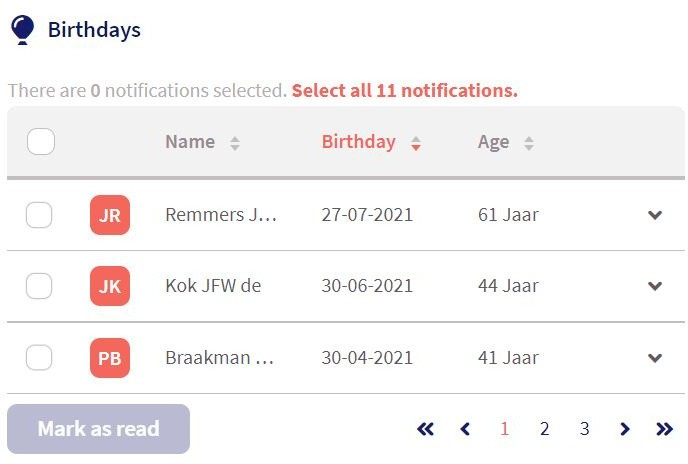 Birthdays
There are 0 notifications selected. Select all 11 notifications.
Name Birthday Age
JR Remmers J... 27-07-2021 61 Jaar
JK Kok JFW de 30-06-2021 44 Jaar
PB Braakman ... 30-04-2021 41 Jaar
Mark as read 1 2 3